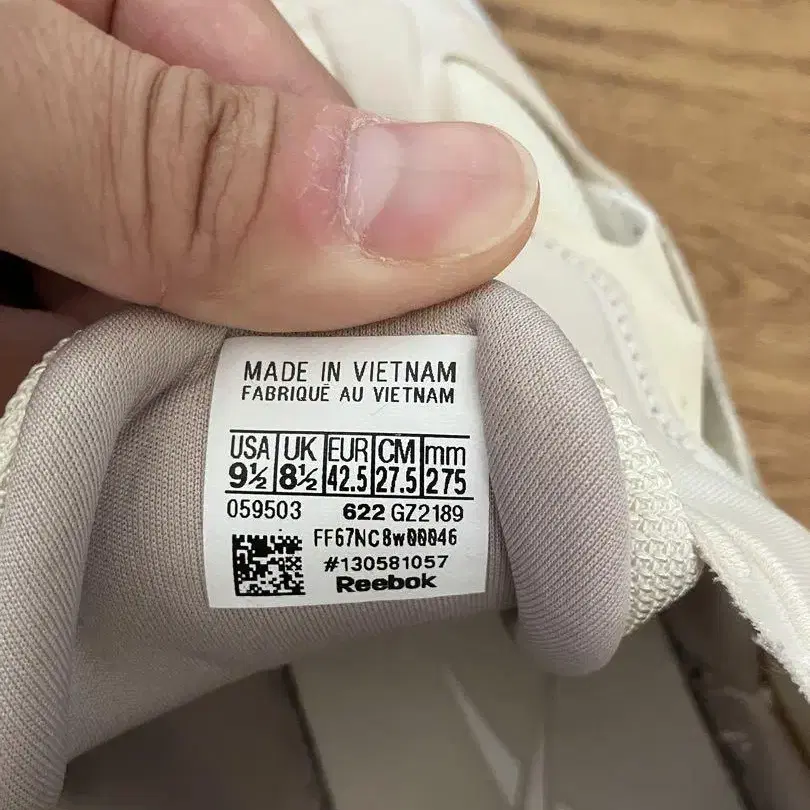 MADE IN VIETNAM
FABRIQUÉ AU VIETNAM
USA UK EUR CM mm
9½ 8½ 42.5 27.5 275
059503 622 GZ2189
FF67NC8w00046
#130581057
Reebok